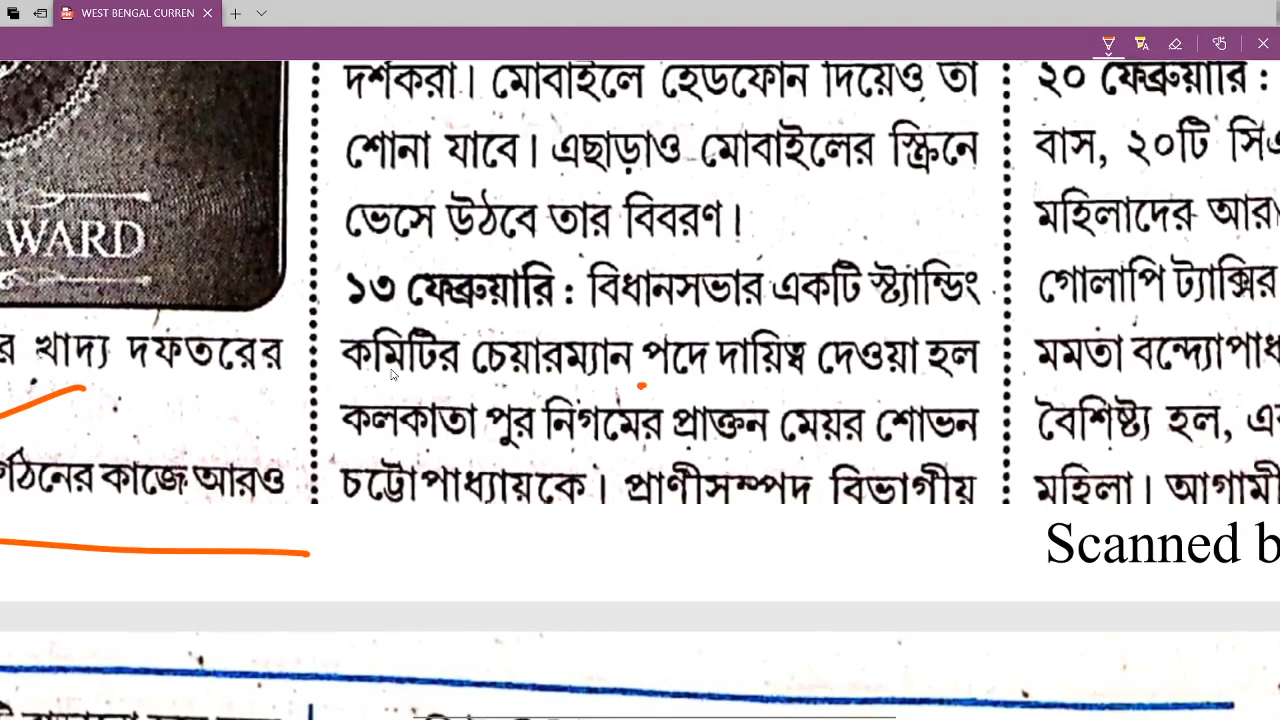 WEST BENGAL CURREN
AWARD
র খাদ্য দফতরের
গঠনের কাজে আরও
দর্শকরা। মোবাইলে হেডফোন দিয়েও তা
শোনা যাবে। এছাড়াও মোবাইলের স্ক্রিনে
ভেসে উঠবে তার বিবরণ।
১৩ ফেব্রুয়ারি : বিধানসভার একটি স্ট্যান্ডিং
কমিটির চেয়ারম্যান পদে দায়িত্ব দেওয়া হল
কলকাতা পুর নিগমের প্রাক্তন মেয়র শোভন
চট্টোপাধ্যায়কে। প্রাণীসম্পদ বিভাগীয়
২০ ফেব্রুয়ারি :
বাস, ২০টি
মহিলাদের আর
গোলাপি ট্যাক্সির
মমতা বন্দ্যোপাধ
বৈশিষ্ট্য হল,
মহিলা। আগামী
Scanned b